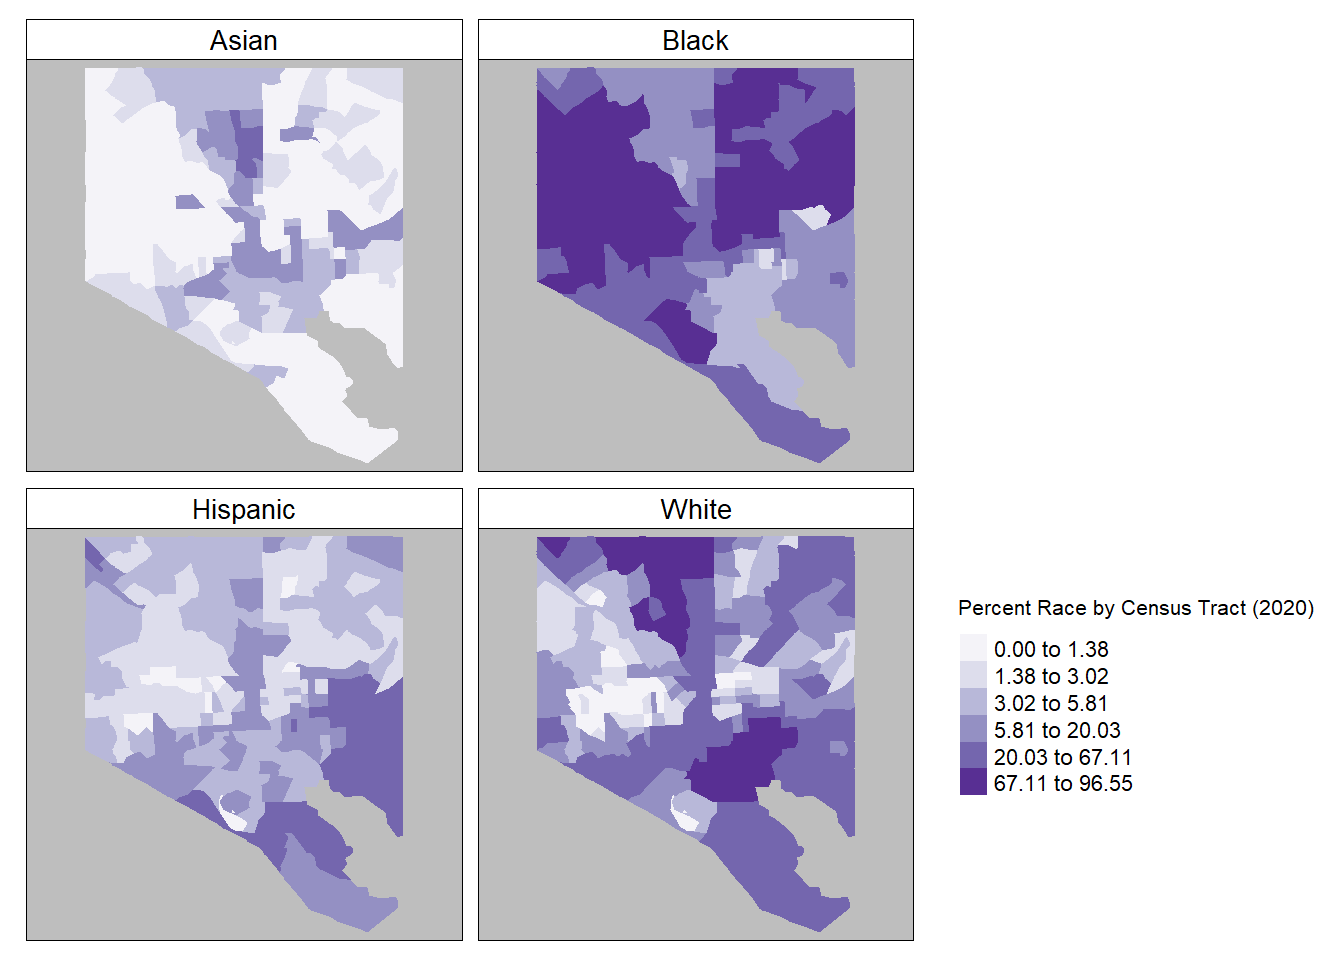 Asian
Black
Hispanic
White
Percent Race by Census Tract (2020)
0.00 to 1.38
1.38 to 3.02
3.02 to 5.81
5.81 to 20.03
20.03 to 67.11
67.11 to 96.55